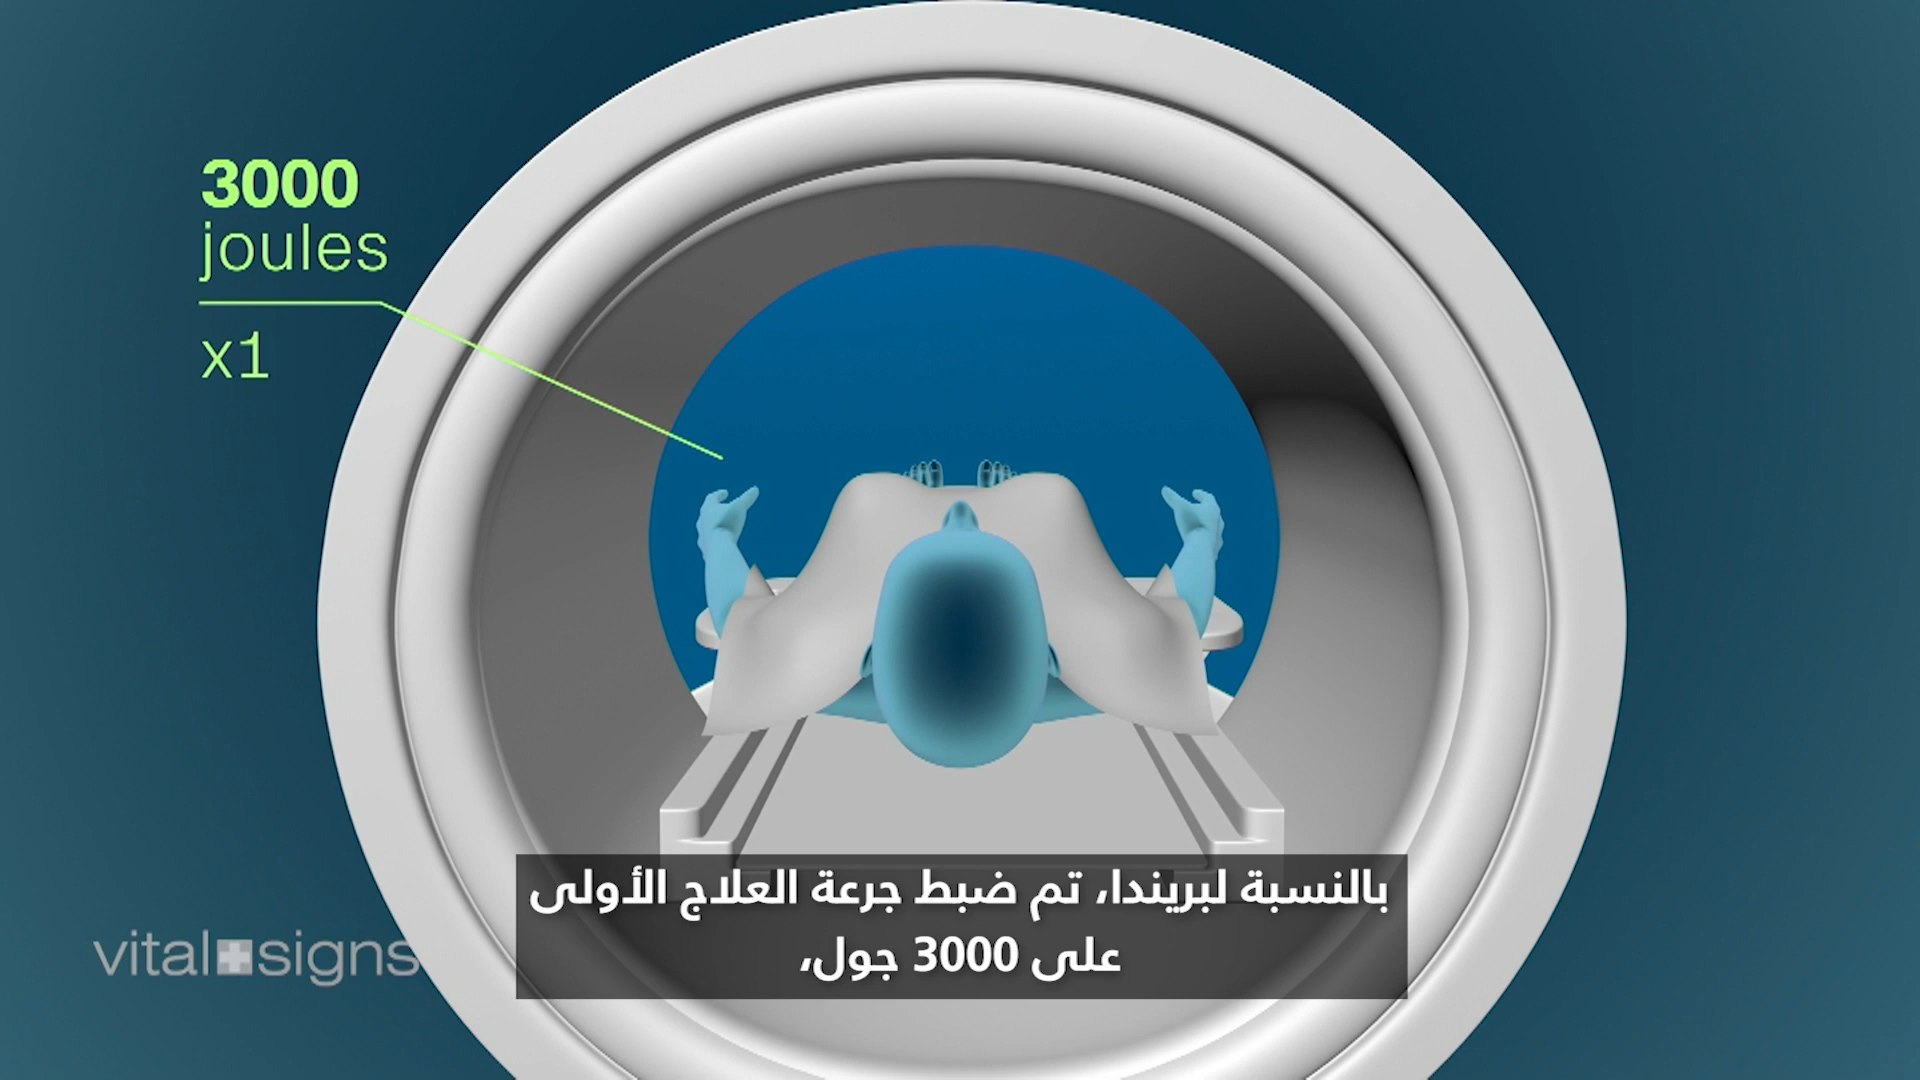 3000
joules
x1
بالنسبة لبريندا، تم ضبط جرعة العلاج الأولى
على 3000 جول،
vital signs